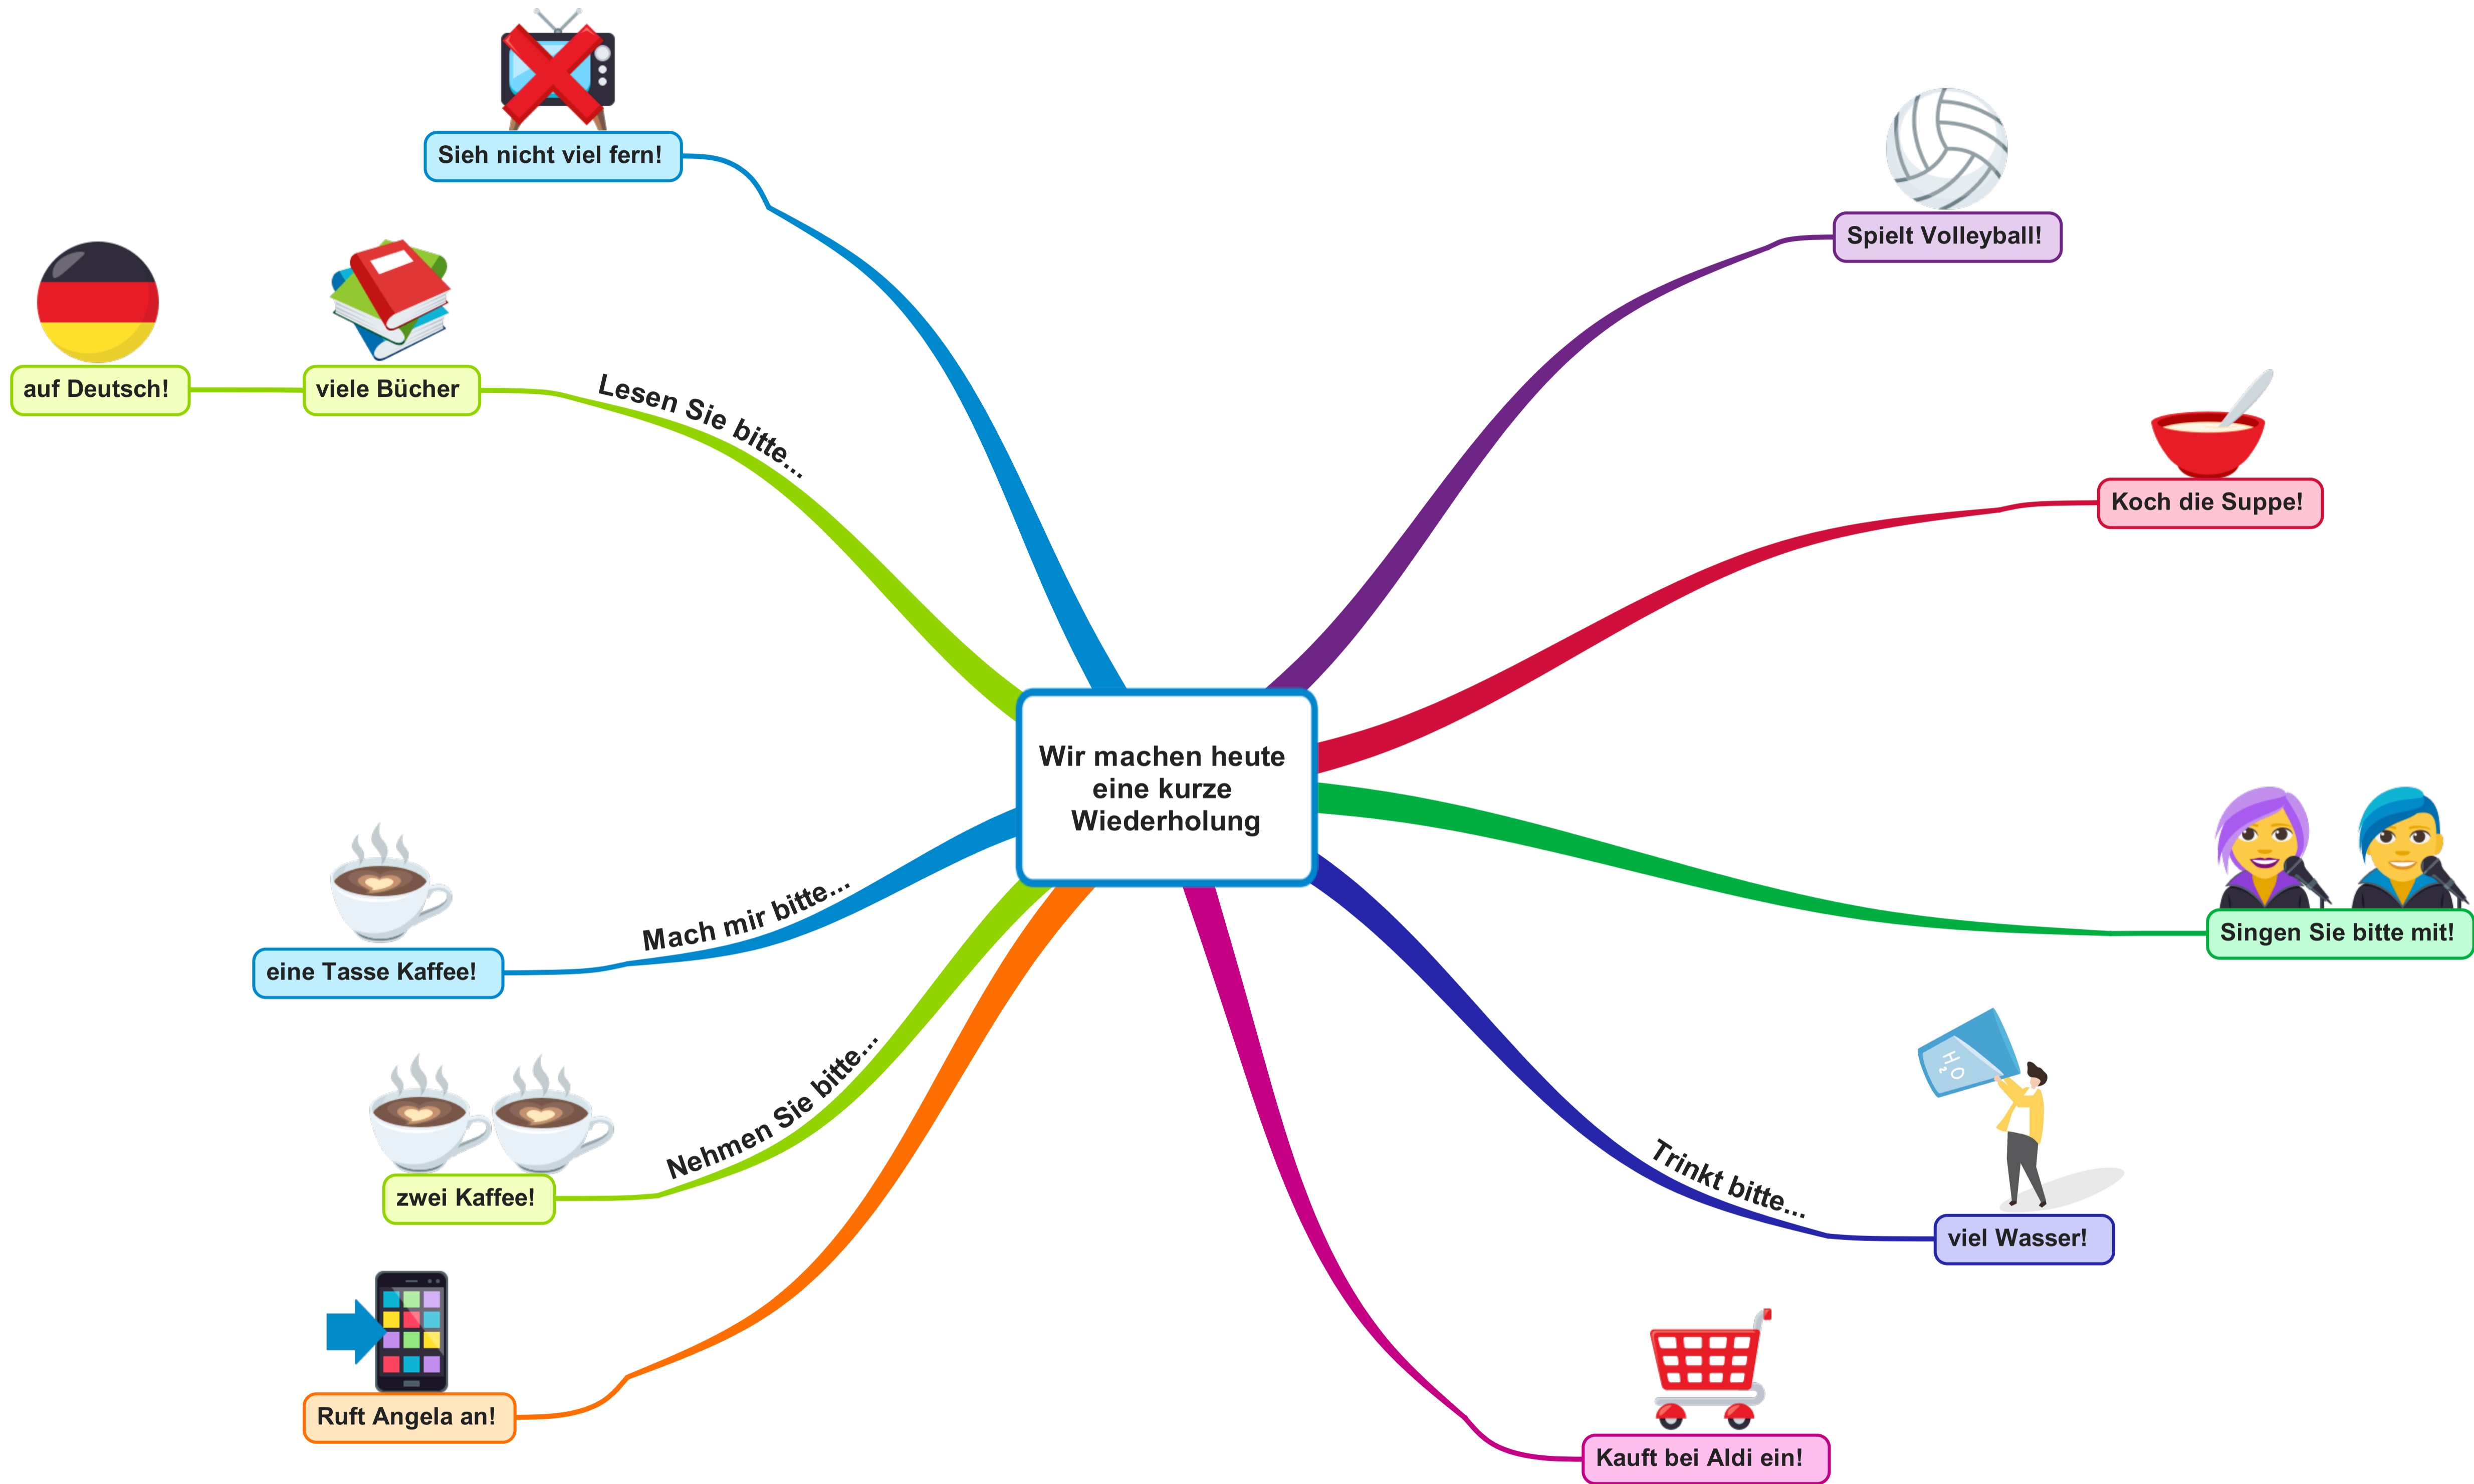 Wir machen heute
eine kurze
Wiederholung
Spielt Volleyball!
Koch die Suppe!
Singen Sie bitte mit!
Trinkt bitte...
viel Wasser!
H₂O
Kauft bei Aldi ein!
Sieh nicht viel fern!
Lesen Sie bitte...
viele Bücher
auf Deutsch!
Mach mir bitte...
eine Tasse Kaffee!
Nehmen Sie bitte...
zwei Kaffee!
Ruft Angela an!